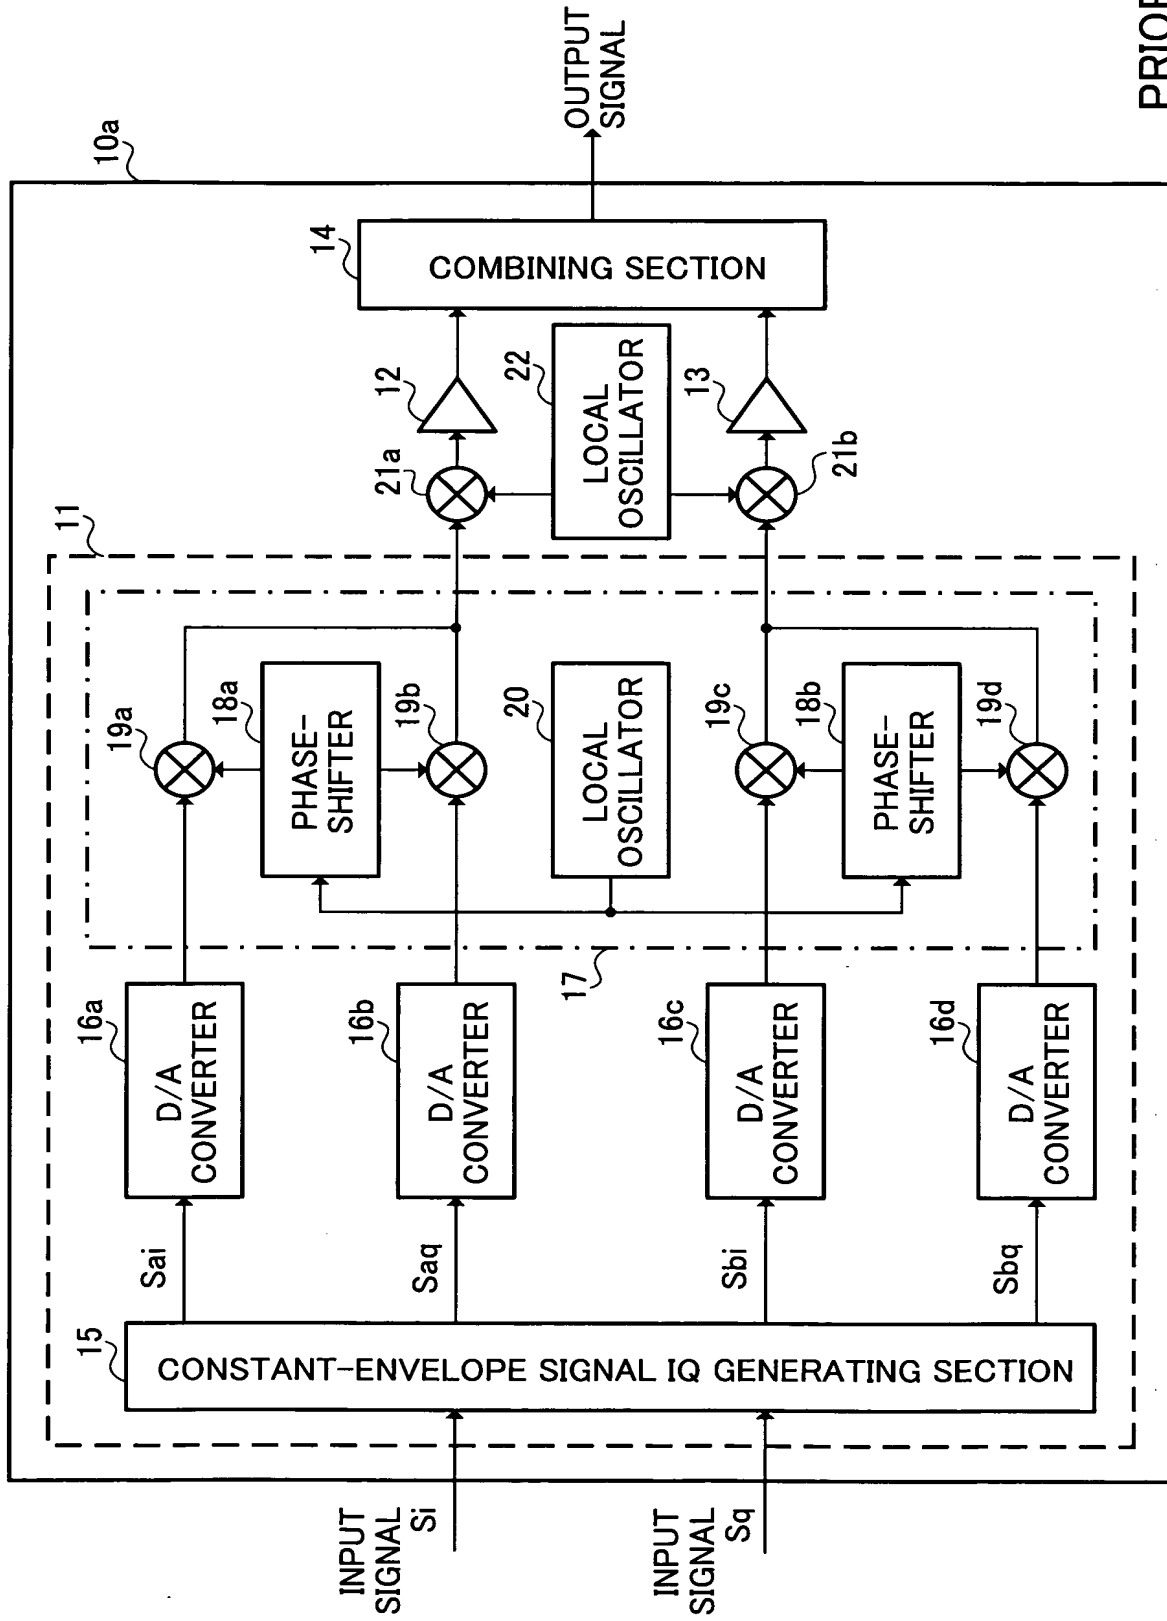 10a
11
INPUT
SIGNAL
Si
INPUT
SIGNAL
Sq
15
CONSTANT-ENVELOPE SIGNAL IQ GENERATING SECTION
Sai
Saq
Sbi
Sbq
16a
D/A
CONVERTER
16b
D/A
CONVERTER
16c
D/A
CONVERTER
16d
D/A
CONVERTER
17
19a
18a
PHASE-
SHIFTER
19b
20
LOCAL
OSCILLATOR
19c
18b
PHASE-
SHIFTER
19d
21a
12
22
LOCAL
OSCILLATOR
13
21b
14
COMBINING SECTION
OUTPUT
SIGNAL